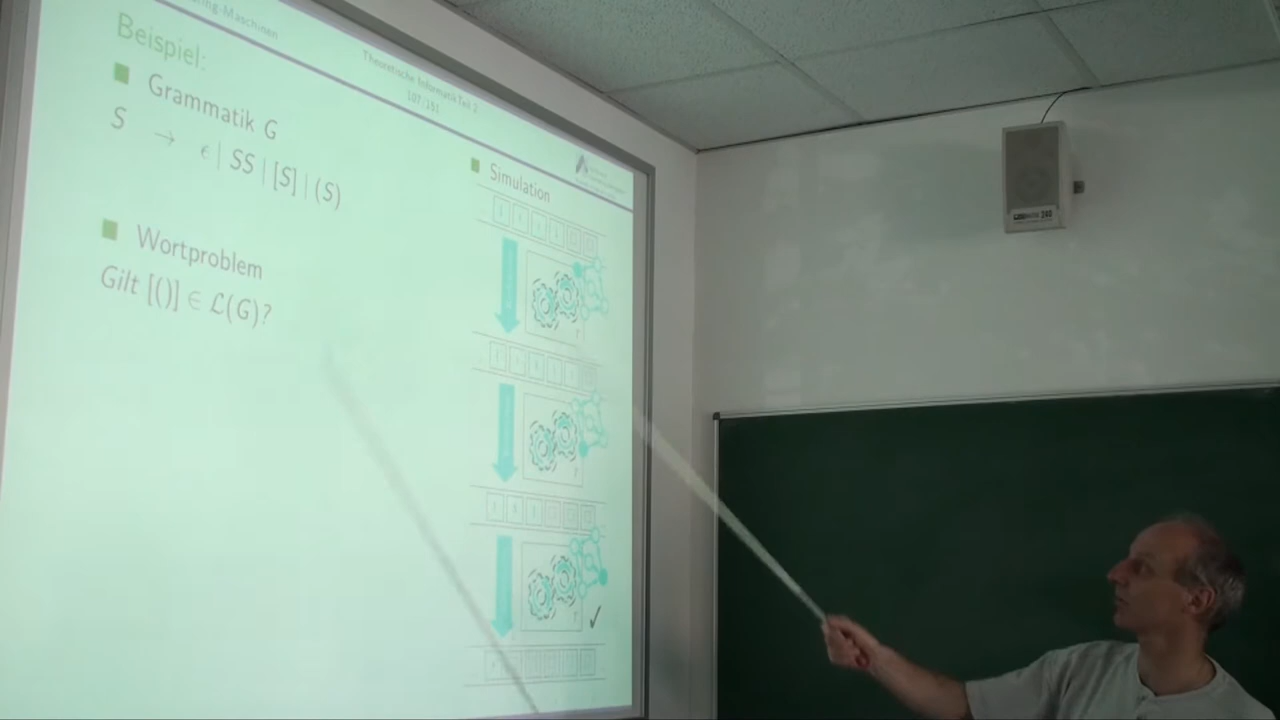 Theoretische Informatik Teil 2
107/151
Beispiel:
Grammatik G
S → ϵ | SS | [S] | (S)
Wortproblem
Gilt [()] ∈ ℒ(G)?
Simulation